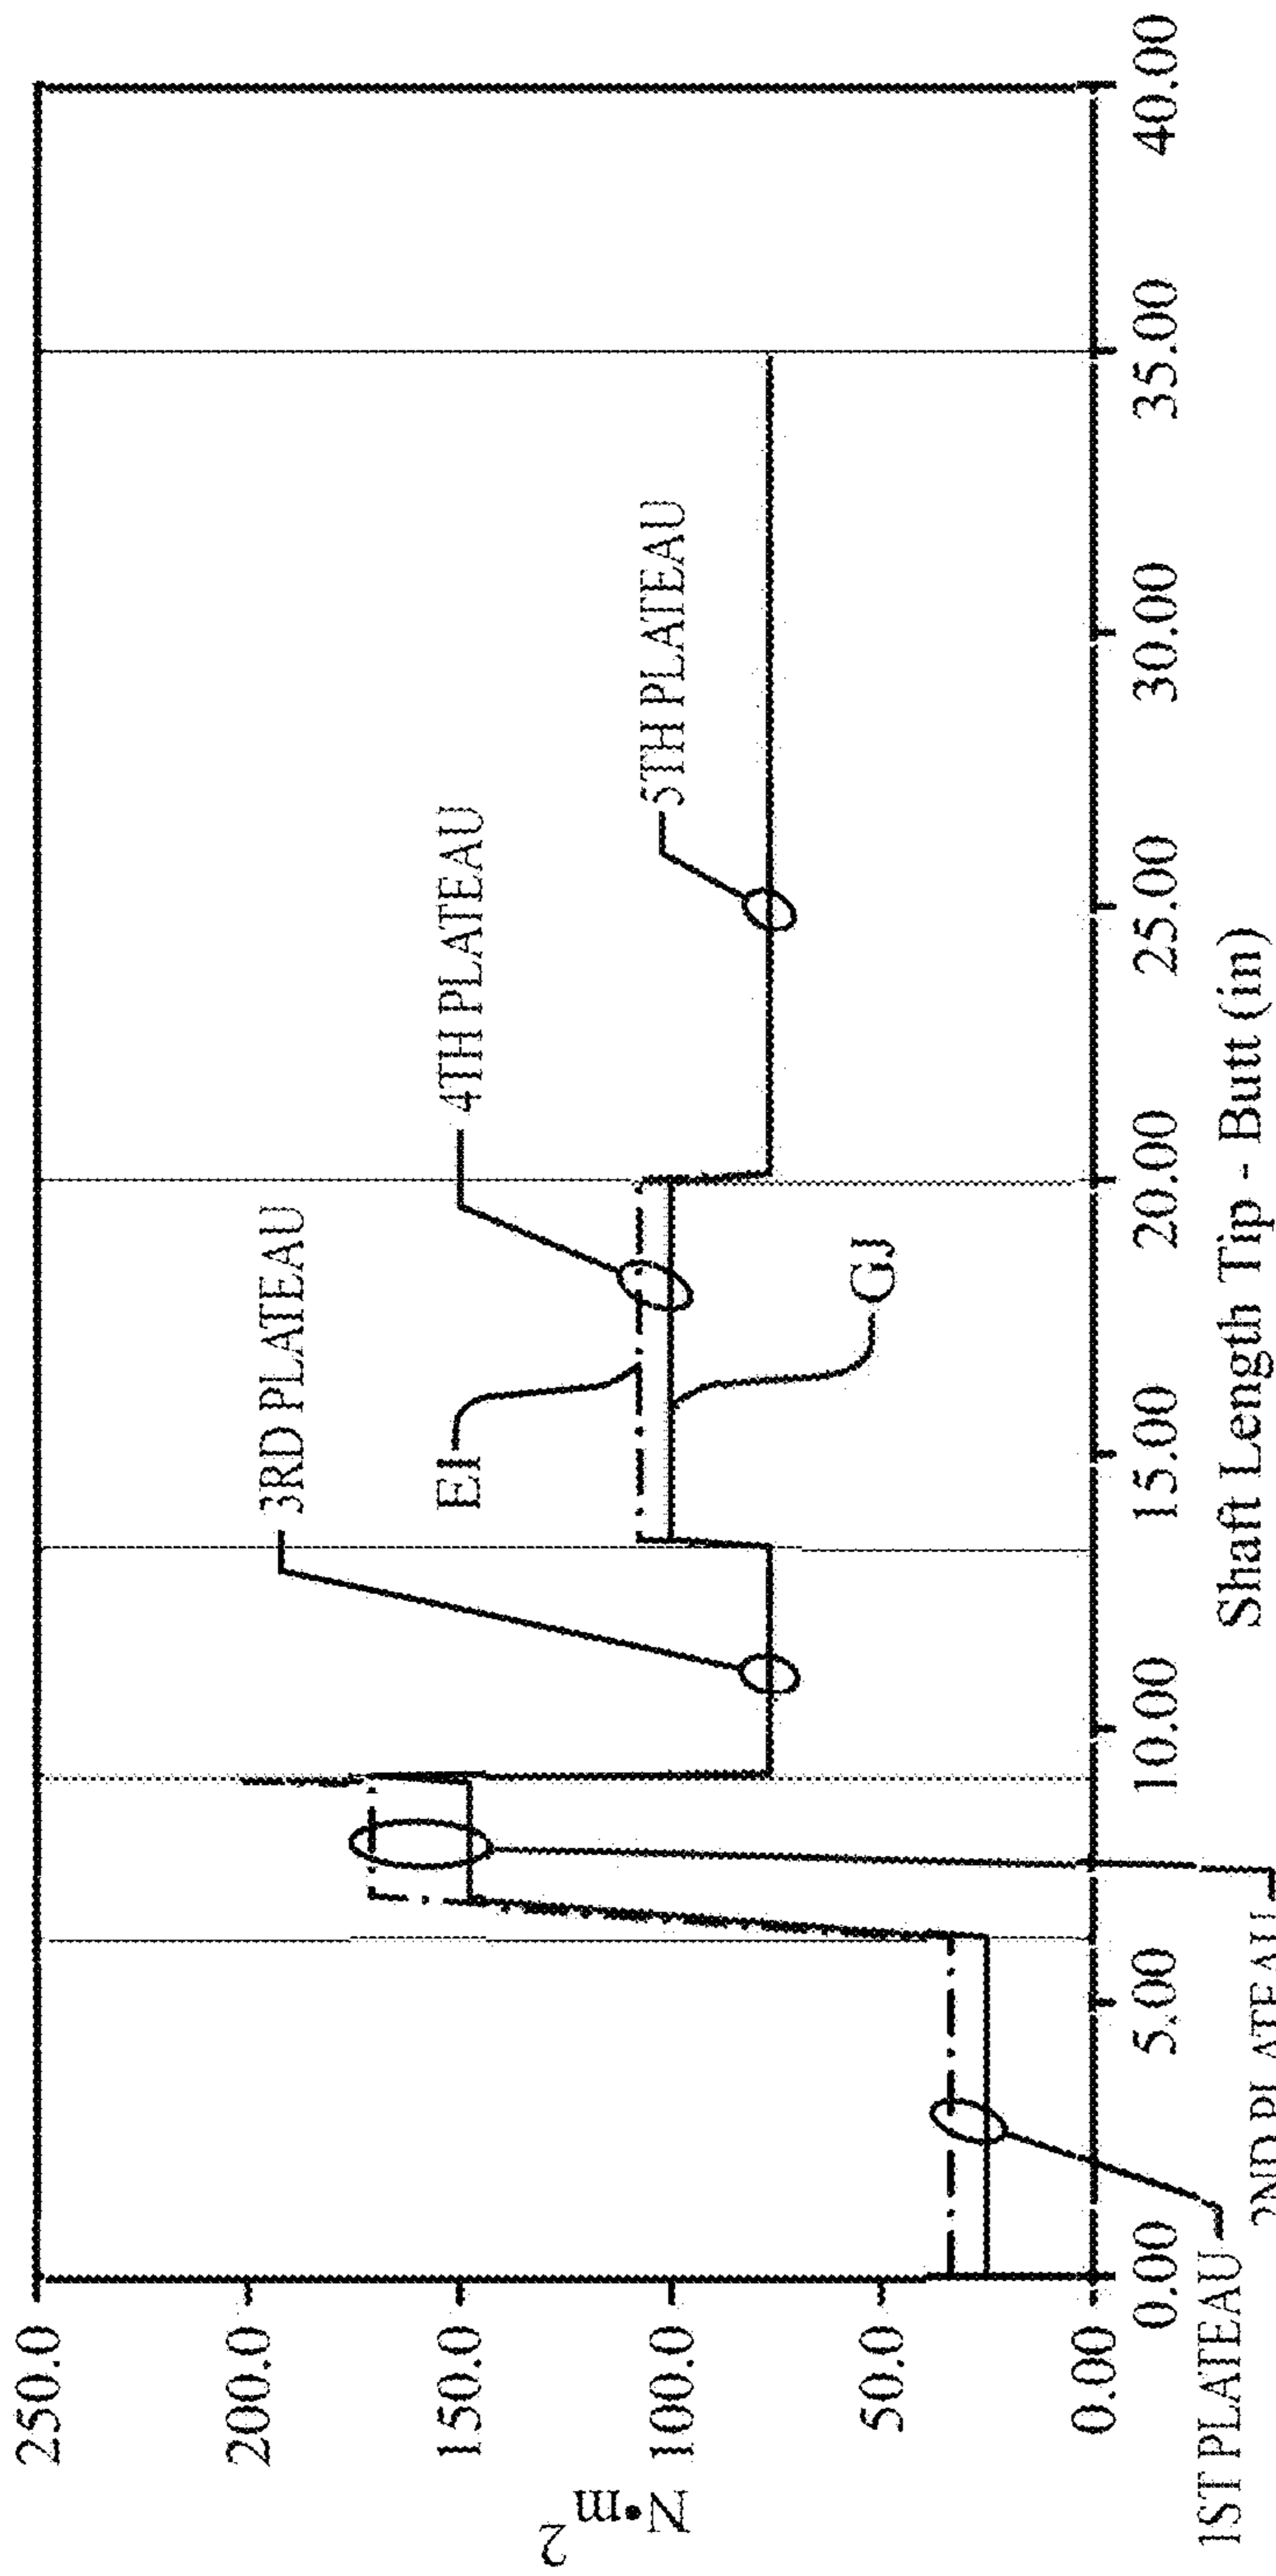 250.0
200.0
150.0
100.0
50.0
0.00
N•m²
3RD PLATEAU
4TH PLATEAU
EI
GJ
5TH PLATEAU
0.00
5.00
10.00
15.00
20.00
25.00
30.00
35.00
40.00
1ST PLATEAU
2ND PLATEAU
Shaft Length Tip - Butt (in)